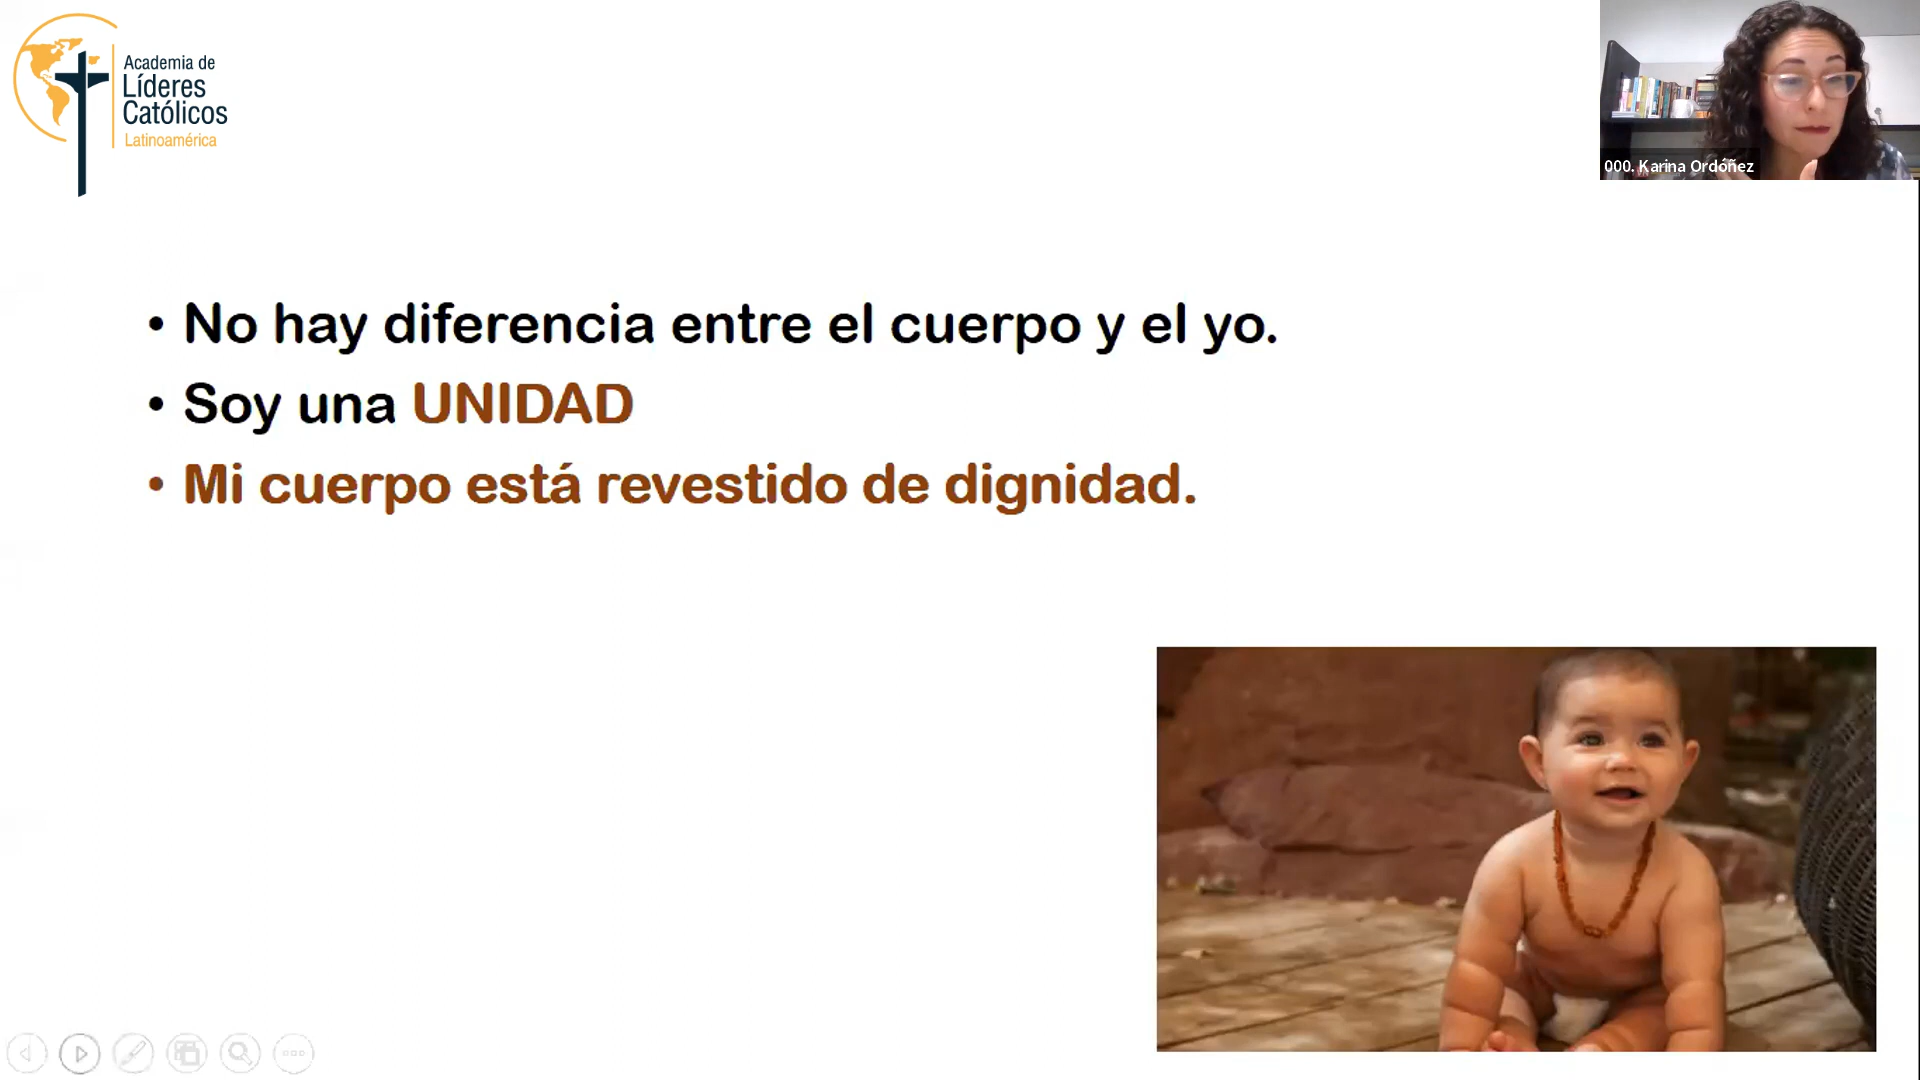 Academia de
Líderes
Católicos
Latinoamérica
000. Karina Ordóñez
• No hay diferencia entre el cuerpo y el yo.
• Soy una UNIDAD
• Mi cuerpo está revestido de dignidad.